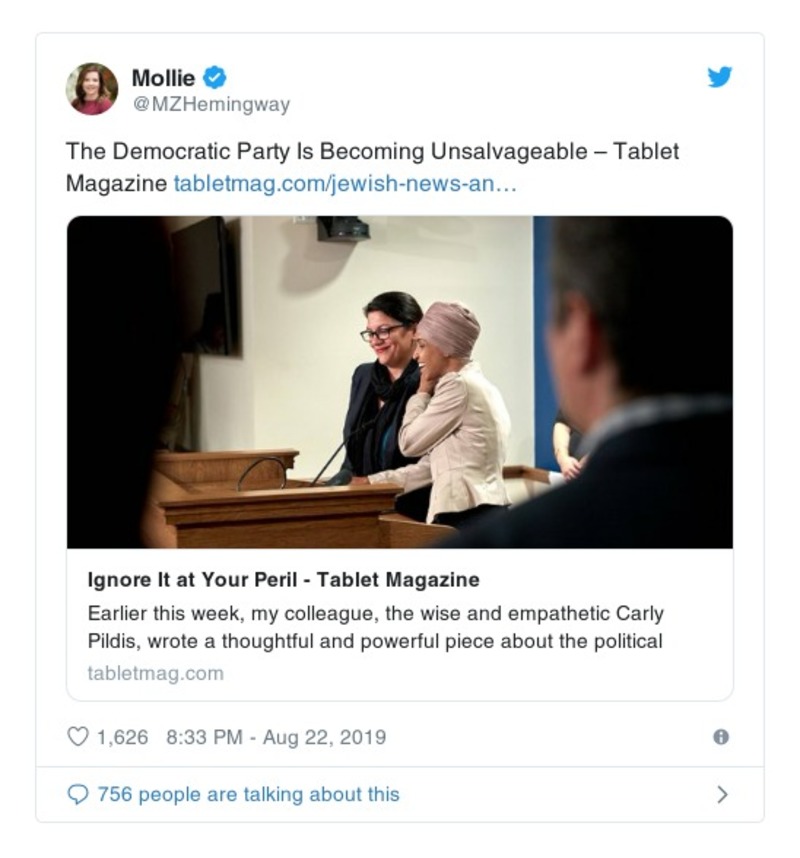 Mollie
@MZHemingway
The Democratic Party Is Becoming Unsalvageable – Tablet
Magazine tabletmag.com/jewish-news-an…
Ignore It at Your Peril - Tablet Magazine
Earlier this week, my colleague, the wise and empathetic Carly
Pildis, wrote a thoughtful and powerful piece about the political
tabletmag.com
1,626 8:33 PM - Aug 22, 2019
756 people are talking about this